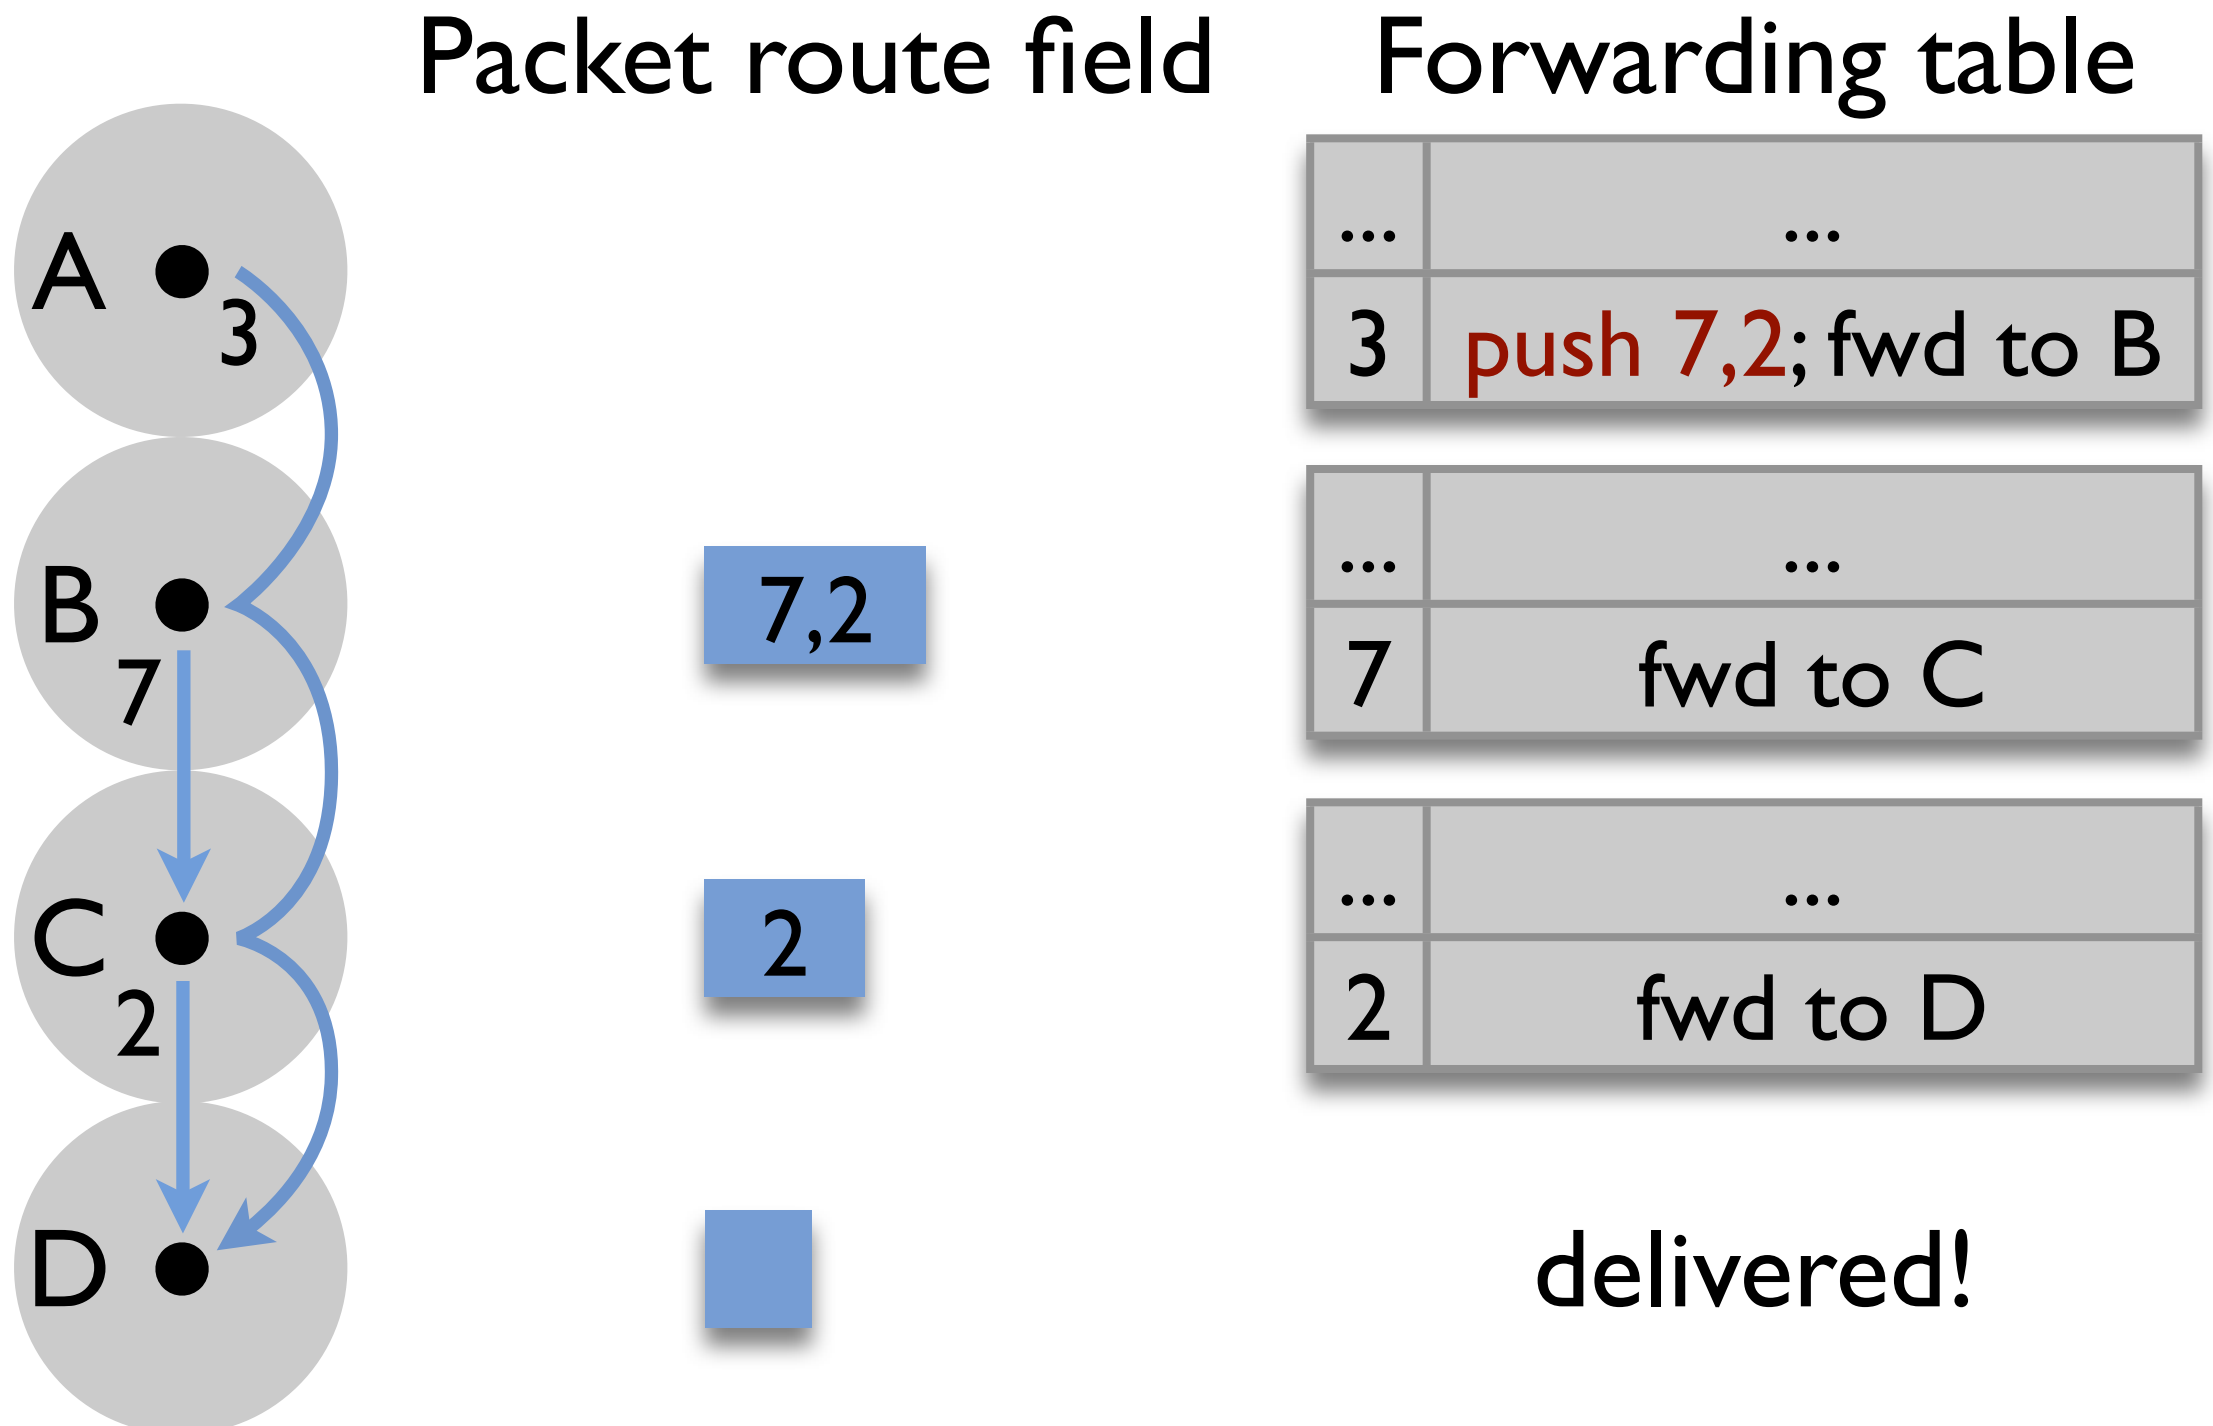 Packet route field
Forwarding table
A
3
... ...
3 push 7,2; fwd to B
B
7
7,2
... ...
7 fwd to C
C
2
2
... ...
2 fwd to D
D
delivered!